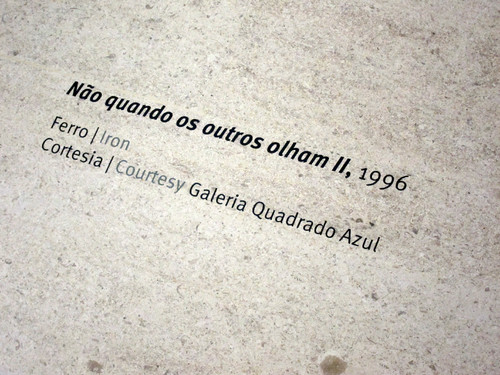 Não quando os outros olham II, 1996
Ferro | Iron
Cortesia | Courtesy Galeria Quadrado Azul